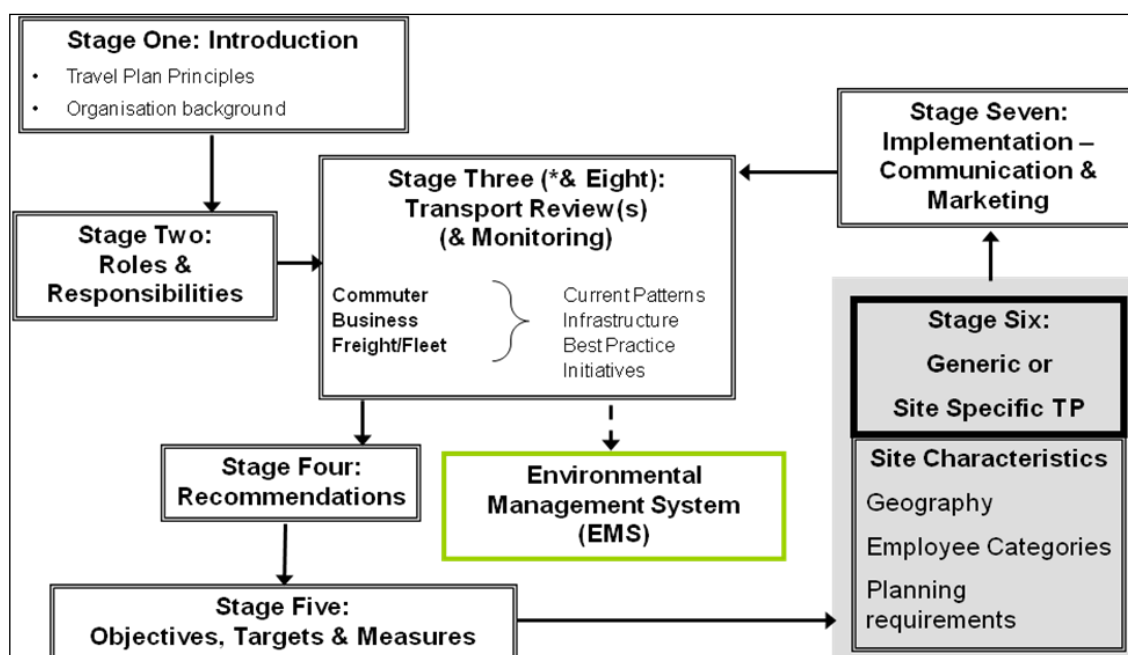 Stage One: Introduction
• Travel Plan Principles
• Organisation background
Stage Two:
Roles &
Responsibilities
Stage Three (*& Eight):
Transport Review(s)
(& Monitoring)
Commuter
Business
Freight/Fleet
Current Patterns
Infrastructure
Best Practice
Initiatives
Stage Four:
Recommendations
Environmental
Management System
(EMS)
Stage Five:
Objectives, Targets & Measures
Stage Six:
Generic or
Site Specific TP
Site Characteristics
Geography
Employee Categories
Planning
requirements
Stage Seven:
Implementation –
Communication &
Marketing